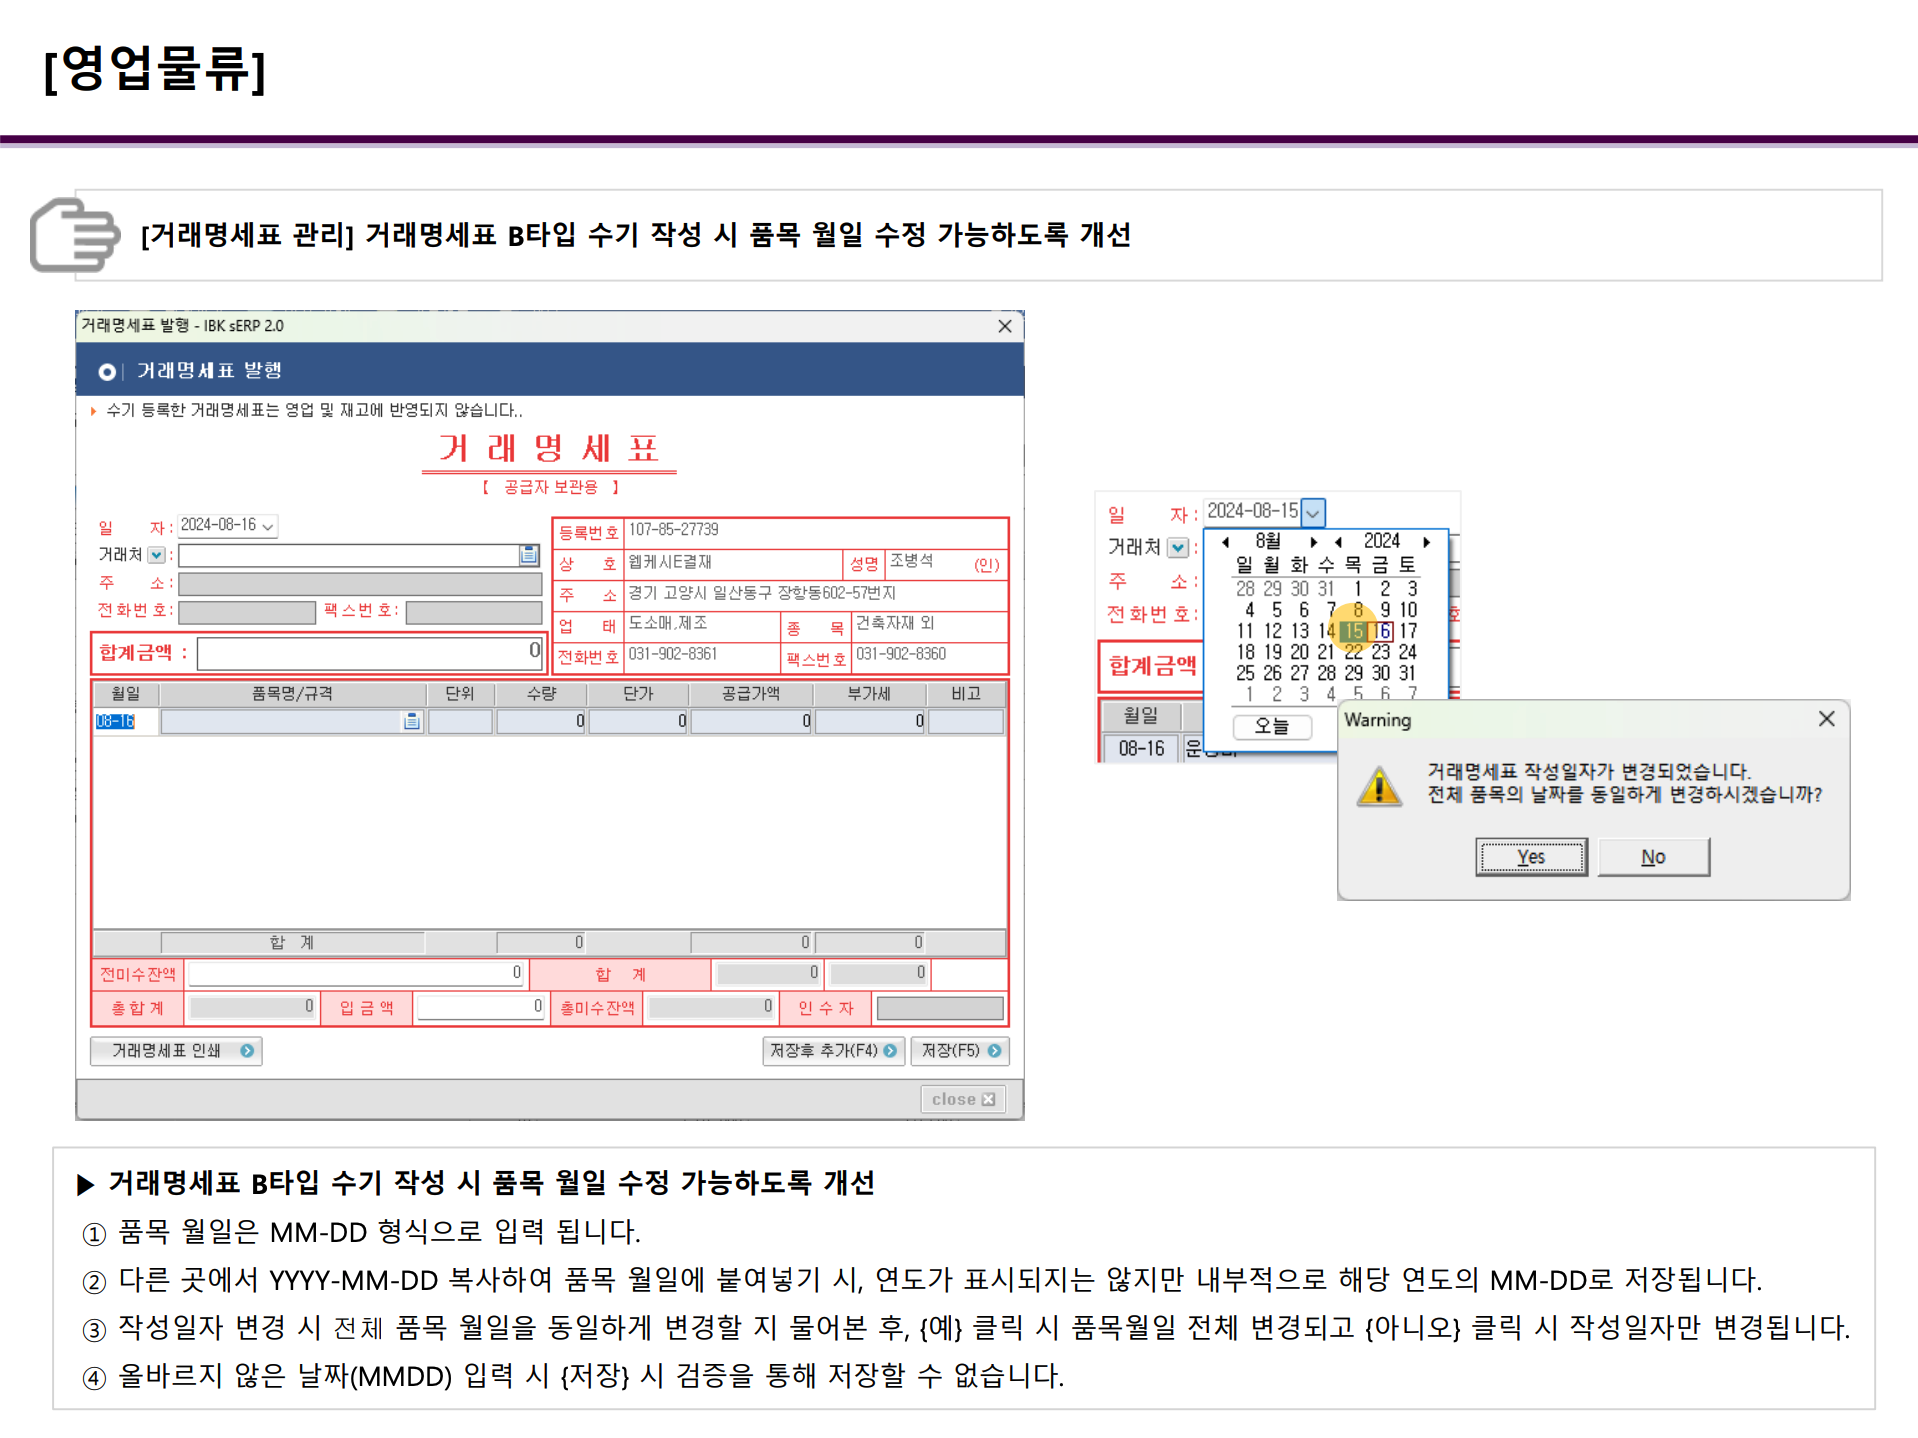 [영업물류]
[거래명세표 관리] 거래명세표 B타입 수기 작성 시 품목 월일 수정 가능하도록 개선
거래명세표 발행 - IBK sERP 2.0
거래명세표 발행
수기 등록한 거래명세표는 영업 및 재고에 반영되지 않습니다..
거 래 명 세 표
【 공급자 보관용 】
일 자 : 2024-08-16
거래처 :
주 소 :
전화번호: 팩스번호:
합계금액 : 0
등록번호 107-85-27739
상 호 웹케시E결재 성명 조병석 (인)
주 소 경기 고양시 일산동구 장항동602-57번지
업 태 도소매,제조 종 목 건축자재 외
전화번호 031-902-8361 팩스번호 031-902-8360
월일 품목명/규격 단위 수량 단가 공급가액 부가세 비고
08-16 0 0 0 0
합 계 0 0 0
전미수잔액 0 합 계 0 0
총합계 0 입금액 0 총미수잔액 0 인수자
거래명세표 인쇄 저장후 추가(F4) 저장(F5)
close
일 자 : 2024-08-15
거래처 :
주 소 :
전화번호:
합계금액
월일
08-16
8월 2024
일 월 화 수 목 금 토
28 29 30 31 1 2 3
4 5 6 7 8 9 10
11 12 13 14 15 16 17
18 19 20 21 22 23 24
25 26 27 28 29 30 31
1 2 3 4 5 6 7
오늘
Warning
거래명세표 작성일자가 변경되었습니다.
전체 품목의 날짜를 동일하게 변경하시겠습니까?
Yes No
▶ 거래명세표 B타입 수기 작성 시 품목 월일 수정 가능하도록 개선
① 품목 월일은 MM-DD 형식으로 입력 됩니다.
② 다른 곳에서 YYYY-MM-DD 복사하여 품목 월일에 붙여넣기 시, 연도가 표시되지는 않지만 내부적으로 해당 연도의 MM-DD로 저장됩니다.
③ 작성일자 변경 시 전체 품목 월일을 동일하게 변경할 지 물어본 후, {예} 클릭 시 품목월일 전체 변경되고 {아니오} 클릭 시 작성일자만 변경됩니다.
④ 올바르지 않은 날짜(MMDD) 입력 시 {저장} 시 검증을 통해 저장할 수 없습니다.